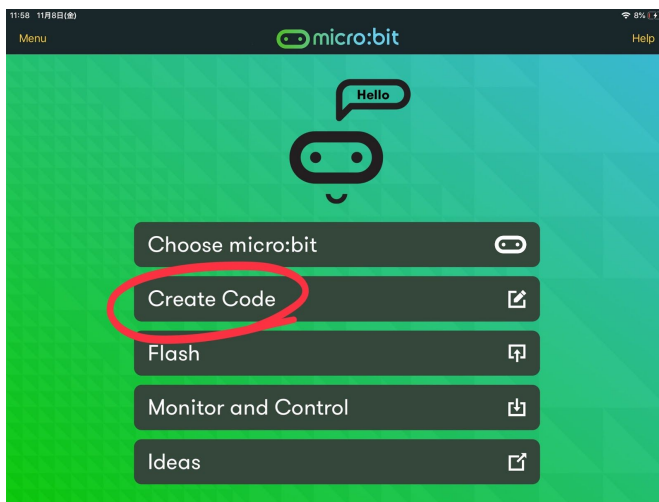 11:58 11月8日(金)
8%
Menu
micro:bit
Help
Hello
Choose micro:bit
Create Code
Flash
Monitor and Control
Ideas